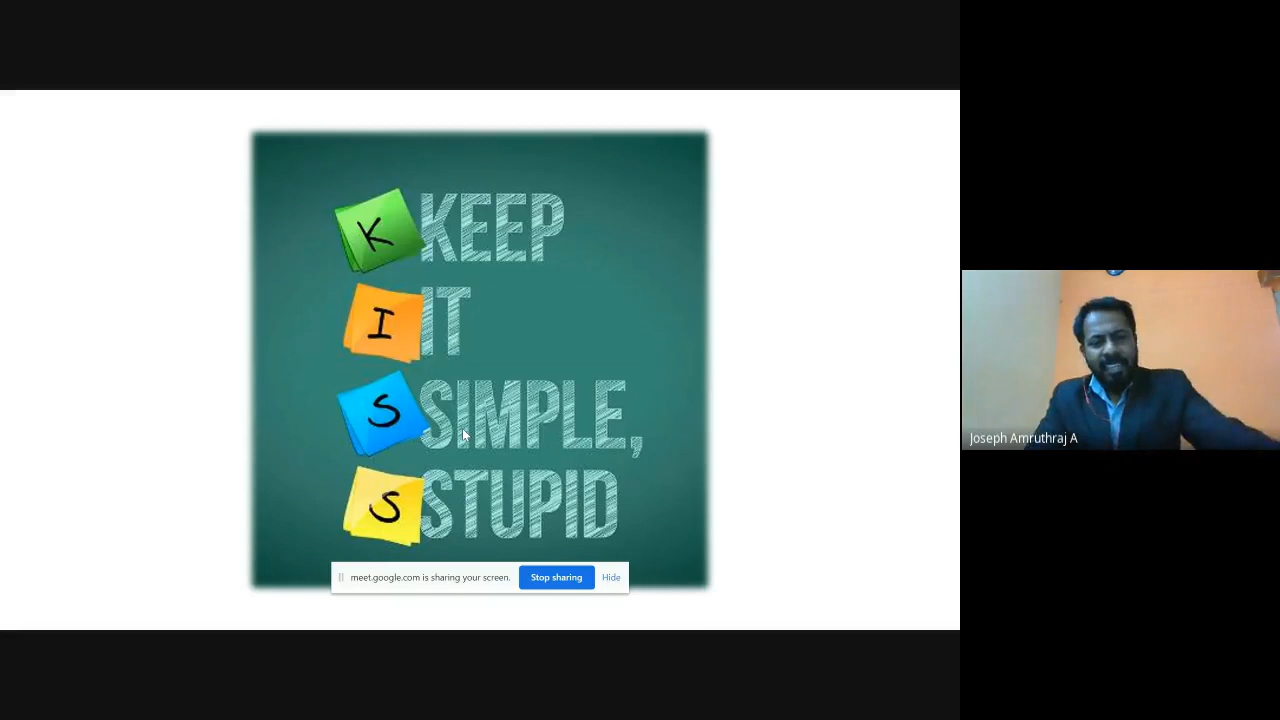 K KEEP
I IT
S SIMPLE,
S STUPID
meet.google.com is sharing your screen. Stop sharing Hide
Joseph Amruthraj A